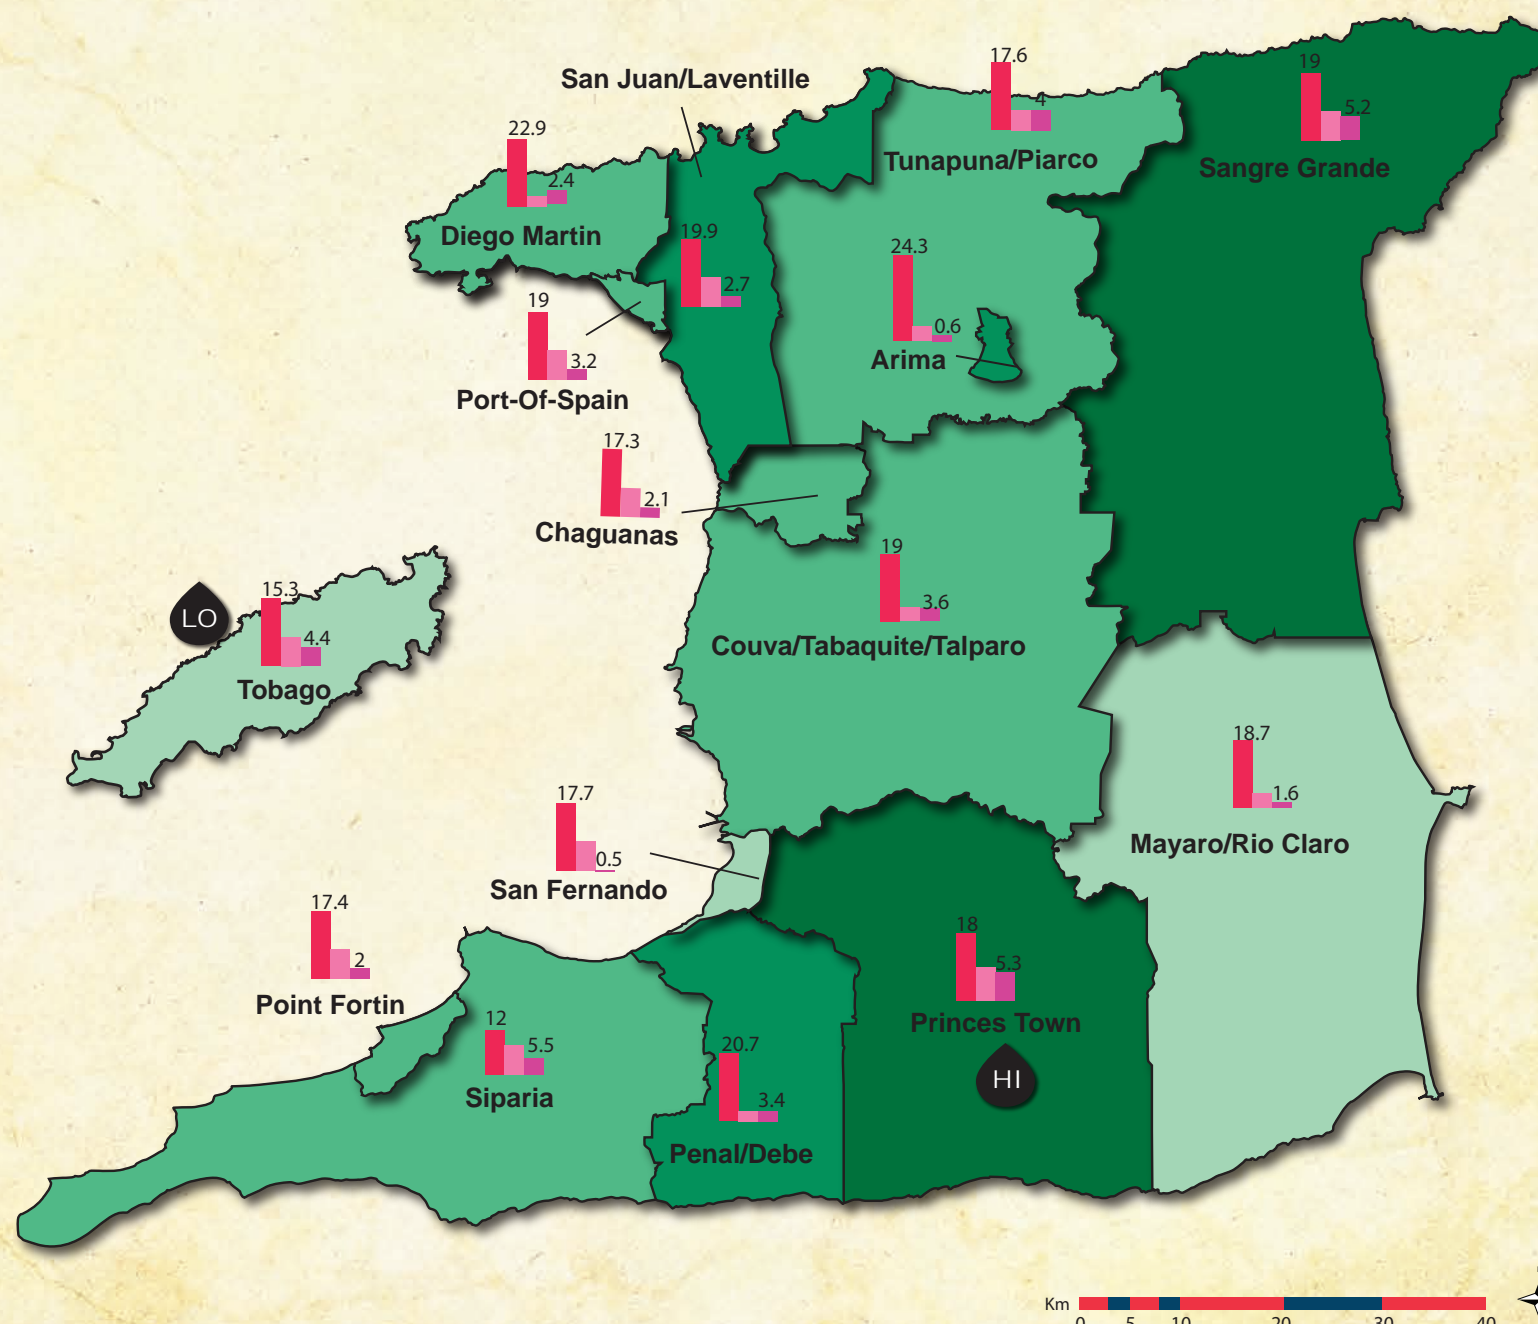 17.6
4
Tunapuna/Piarco
19
5.2
Sangre Grande
San Juan/Laventille
22.9
2.4
Diego Martin
19.9
2.7
24.3
0.6
Arima
19
3.2
Port-Of-Spain
17.3
2.1
Chaguanas
19
3.6
Couva/Tabaquite/Talparo
LO
15.3
4.4
Tobago
18.7
1.6
Mayaro/Rio Claro
17.7
0.5
San Fernando
17.4
2
Point Fortin
18
5.3
Princes Town
HI
12
5.5
Siparia
20.7
3.4
Penal/Debe
Km
0 5 10 20 30 40